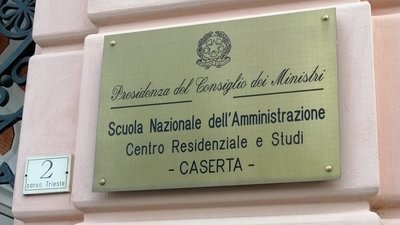 Presidenza del Consiglio dei Ministri
Scuola Nazionale dell'Amministrazione
Centro Residenziale e Studi
- CASERTA -
2
corso Trieste